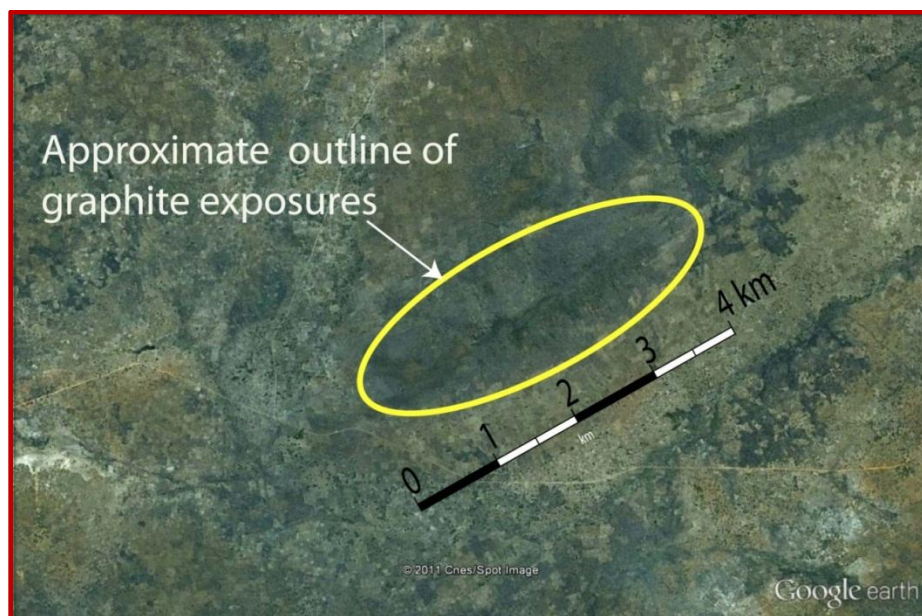 Approximate outline of
graphite exposures
0 1 2 3 4 km
km
© 2011 Cnes/Spot Image
Google earth